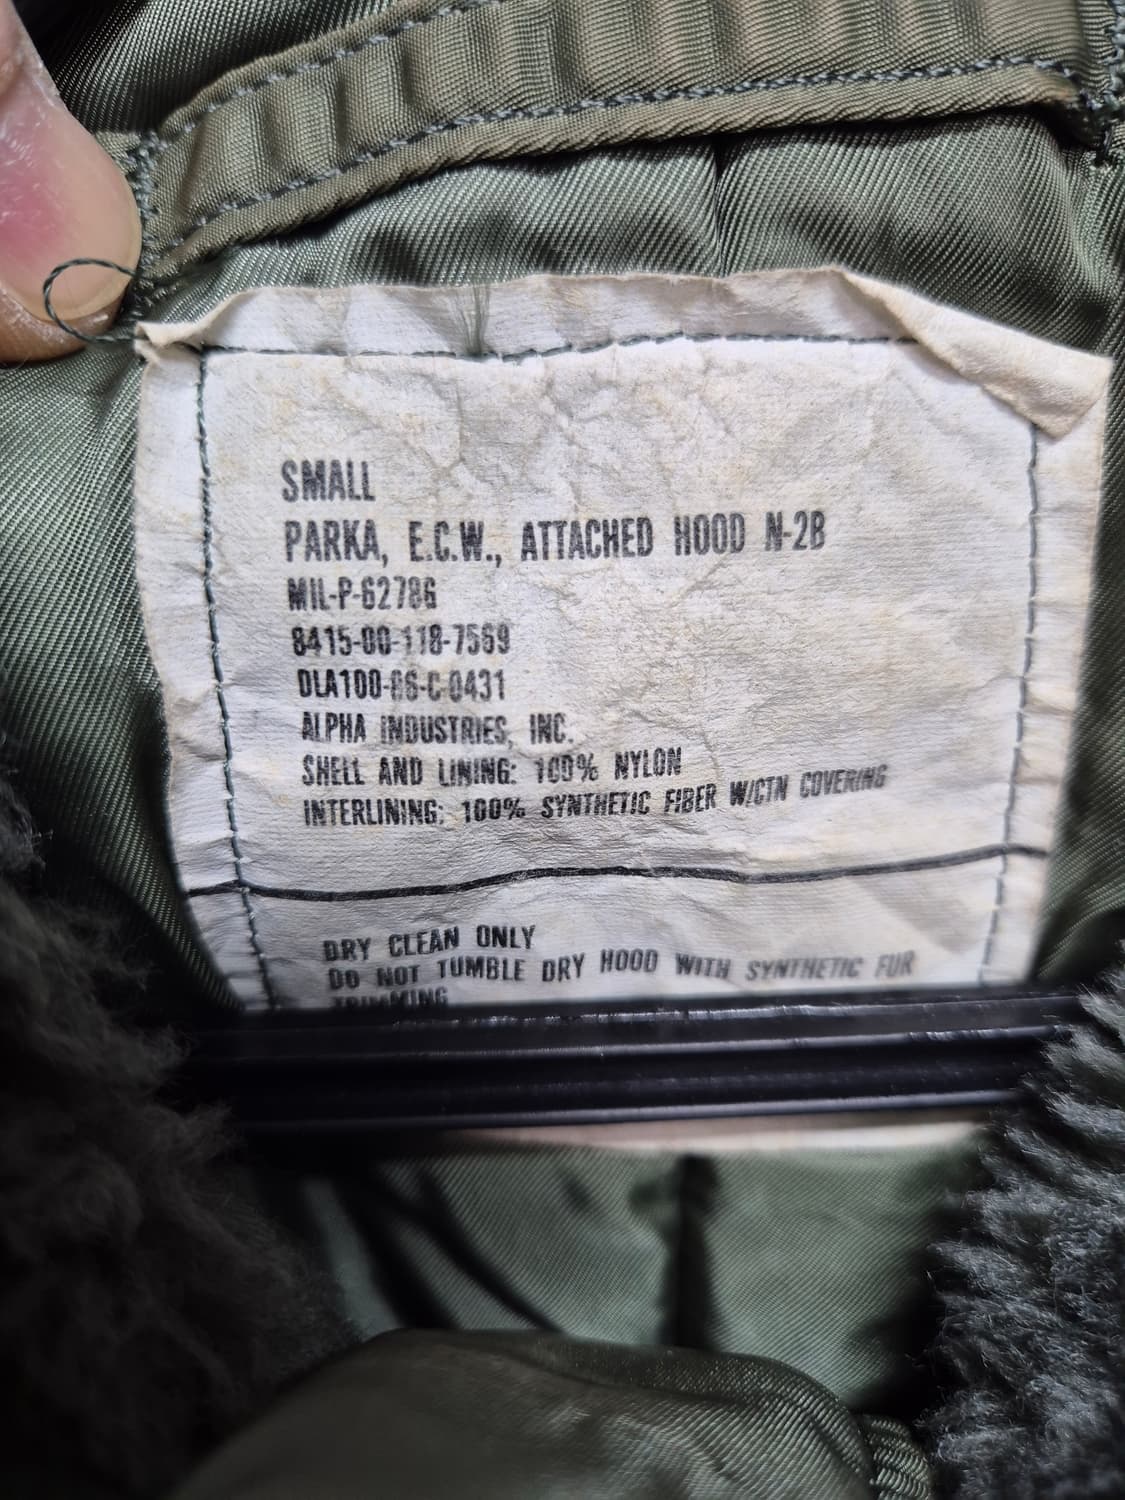 SMALL
PARKA, E.C.W., ATTACHED HOOD N-2B
MIL-P-62786
8415-00-118-7569
DLA100-86-C-0431
ALPHA INDUSTRIES, INC.
SHELL AND LINING: 100% NYLON
INTERLINING: 100% SYNTHETIC FIBER W/CTN COVERING
DRY CLEAN ONLY
DO NOT TUMBLE DRY HOOD WITH SYNTHETIC FUR
TRIMMING